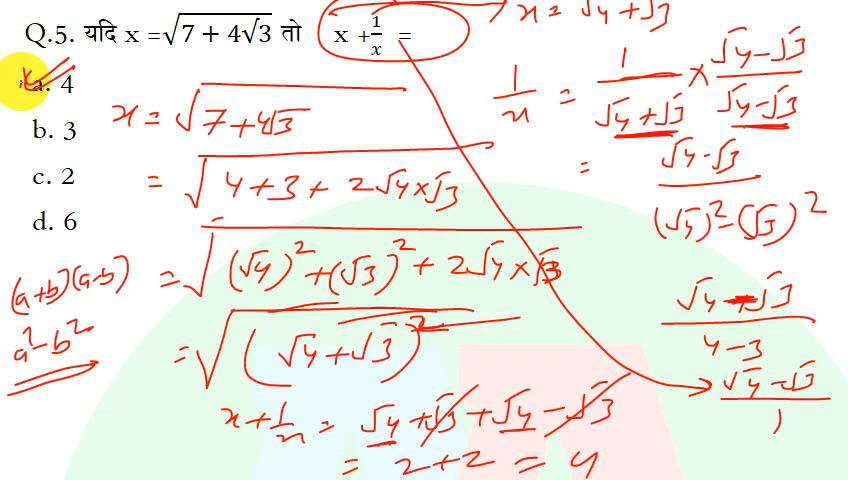 Q.5. यदि x =√(7 + 4√3) तो x + 1/x =
a. 4
b. 3
c. 2
d. 6
x = √(7+4√3)
= √(4+3+2√4×√3)
= √((√4)²+(√3)²+2√4×√3)
= √(√4+√3)²
(a+b)(a-b)
a²-b²
x = √4+√3
1/x = 1/(√4+√3) × (√4-√3)/(√4-√3)
= (√4-√3)/((√4)²-(√3)²)
(√4-√3)/(4-3)
(√4-√3)/1
x+1/x = √4+√3+√4-√3
= 2+2 = 4